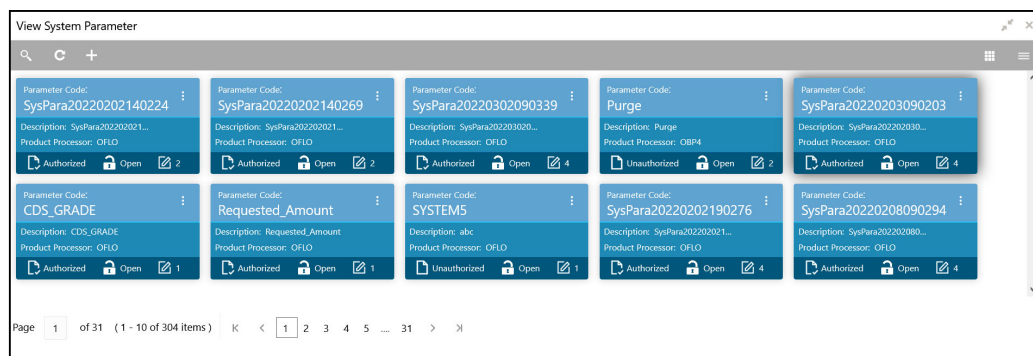 View System Parameter
Parameter Code:
SysPara20220202140224
Description: SysPara202202021...
Product Processor: OFLO
Authorized Open 2
Parameter Code:
SysPara20220202140269
Description: SysPara202202021...
Product Processor: OFLO
Authorized Open 2
Parameter Code:
SysPara20220302090339
Description: SysPara202203020...
Product Processor: OFLO
Authorized Open 4
Parameter Code:
Purge
Description: Purge
Product Processor: OBP4
Unauthorized Open 2
Parameter Code:
SysPara20220203090203
Description: SysPara202202030...
Product Processor: OFLO
Authorized Open 4
Parameter Code:
CDS_GRADE
Description: CDS_GRADE
Product Processor: OFLO
Authorized Open 1
Parameter Code:
Requested_Amount
Description: Requested_Amount
Product Processor: OFLO
Authorized Open 1
Parameter Code:
SYSTEM5
Description: abc
Product Processor: OFLO
Unauthorized Open 1
Parameter Code:
SysPara20220202190276
Description: SysPara202202021...
Product Processor: OFLO
Authorized Open 4
Parameter Code:
SysPara20220208090294
Description: SysPara202202080...
Product Processor: OFLO
Authorized Open 4
Page 1 of 31 (1 - 10 of 304 items) 1 2 3 4 5 ... 31